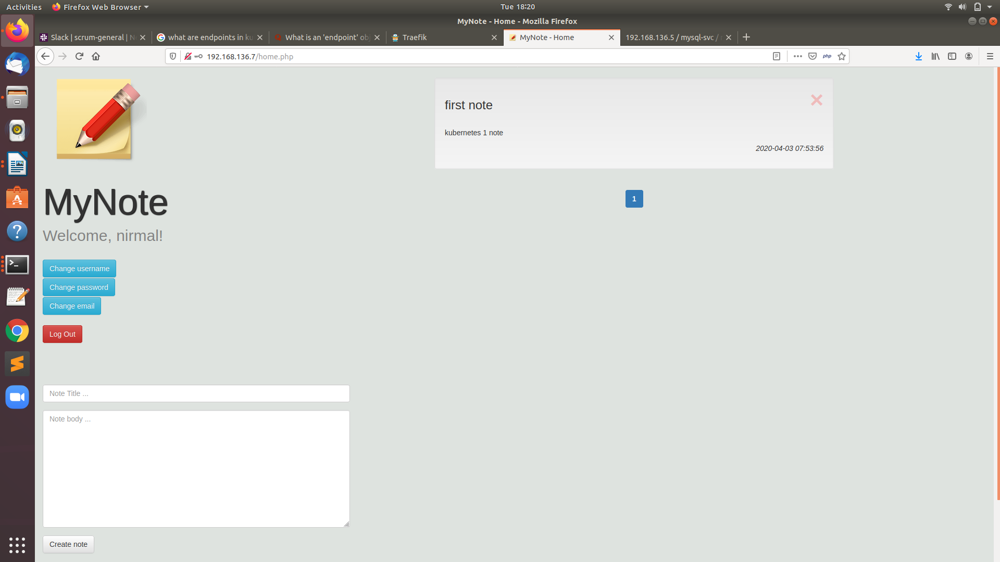 Activities
Firefox Web Browser
Tue 18:20
MyNote - Home - Mozilla Firefox
Slack | scrum-general |
what are endpoints in
What is an 'endpoint'
Traefik
MyNote - Home
192.168.136.5 / mysql-svc /
192.168.136.7/home.php
php
first note
kubernetes 1 note
2020-04-03 07:53:56
1
MyNote
Welcome, nirmal!
Change username
Change password
Change email
Log Out
Note Title ...
Note body ...
Create note